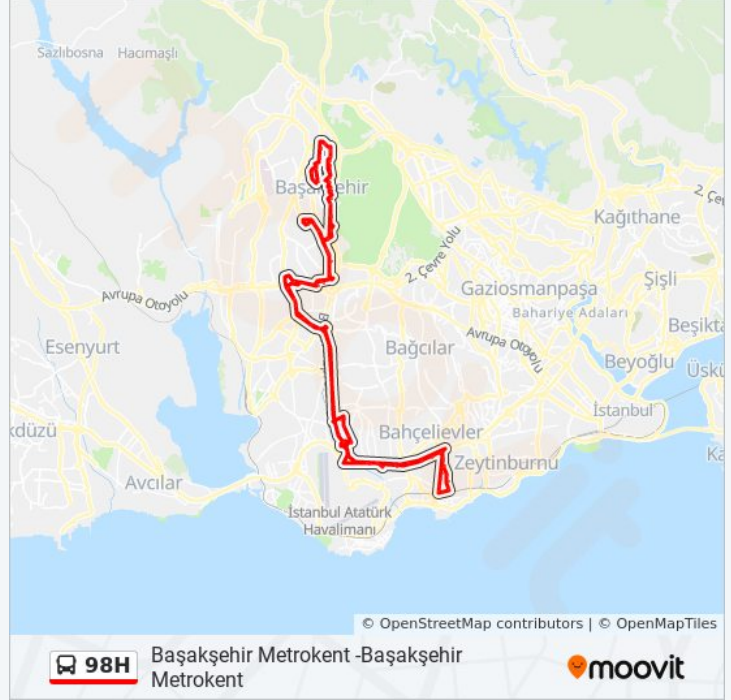 Sazlıbosna
Hacımaşlı
Başakşehir
Kağıthane
2. Çevre Yolu
Gaziosmanpaşa
Şişli
Avrupa Otoyolu
Bahariye Adaları
Esenyurt
Avrupa Otoyolu
Beşikta
Bağcılar
Beyoğlu
Üskü
İstanbul
kdüzü
Bahçelievler
Zeytinburnu
Avcılar
İstanbul Atatürk
Havalimanı
© OpenStreetMap contributors | © OpenMapTiles
98H
Başakşehir Metrokent -Başakşehir
Metrokent
moovit